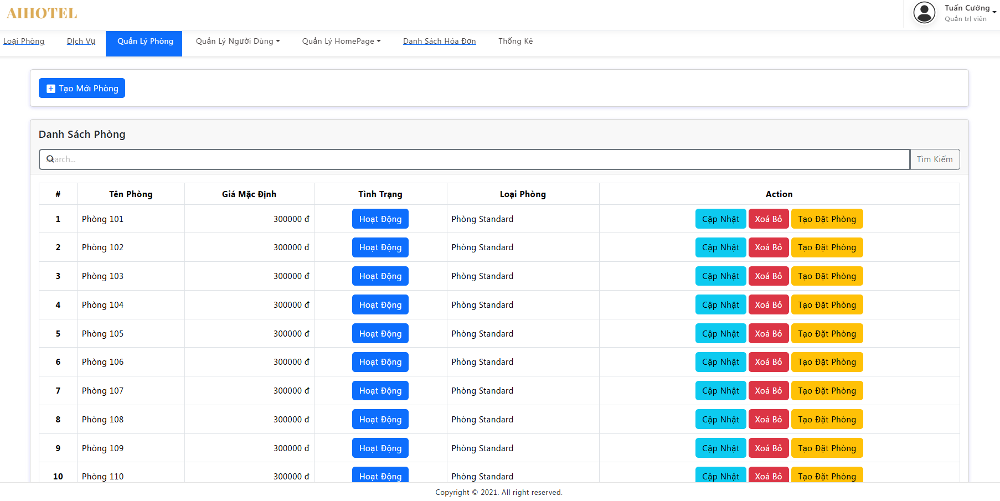 AIHOTEL
Tuấn Cường
Quản trị viên
Loại Phòng Dịch Vụ Quản Lý Phòng Quản Lý Người Dùng Quản Lý HomePage Danh Sách Hóa Đơn Thống Kê
Tạo Mới Phòng
Danh Sách Phòng
Search... Tìm Kiếm
# Tên Phòng Giá Mặc Định Tình Trạng Loại Phòng Action
1 Phòng 101 300000 đ Hoạt Động Phòng Standard Cập Nhật Xoá Bỏ Tạo Đặt Phòng
2 Phòng 102 300000 đ Hoạt Động Phòng Standard Cập Nhật Xoá Bỏ Tạo Đặt Phòng
3 Phòng 103 300000 đ Hoạt Động Phòng Standard Cập Nhật Xoá Bỏ Tạo Đặt Phòng
4 Phòng 104 300000 đ Hoạt Động Phòng Standard Cập Nhật Xoá Bỏ Tạo Đặt Phòng
5 Phòng 105 300000 đ Hoạt Động Phòng Standard Cập Nhật Xoá Bỏ Tạo Đặt Phòng
6 Phòng 106 300000 đ Hoạt Động Phòng Standard Cập Nhật Xoá Bỏ Tạo Đặt Phòng
7 Phòng 107 300000 đ Hoạt Động Phòng Standard Cập Nhật Xoá Bỏ Tạo Đặt Phòng
8 Phòng 108 300000 đ Hoạt Động Phòng Standard Cập Nhật Xoá Bỏ Tạo Đặt Phòng
9 Phòng 109 300000 đ Hoạt Động Phòng Standard Cập Nhật Xoá Bỏ Tạo Đặt Phòng
10 Phòng 110 300000 đ Hoạt Động Phòng Standard Cập Nhật Xoá Bỏ Tạo Đặt Phòng
Copyright © 2021. All right reserved.